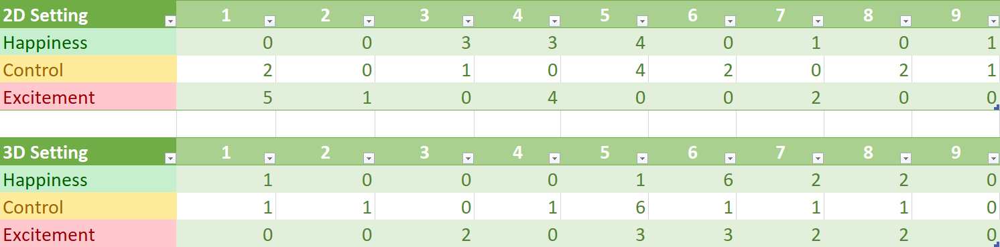 2D Setting 1 2 3 4 5 6 7 8 9
Happiness 0 0 3 3 4 0 1 0 1
Control 2 0 1 0 4 2 0 2 1
Excitement 5 1 0 4 0 0 2 0 0
3D Setting 1 2 3 4 5 6 7 8 9
Happiness 1 0 0 0 1 6 2 2 0
Control 1 1 0 1 6 1 1 1 0
Excitement 0 0 2 0 3 3 2 2 0